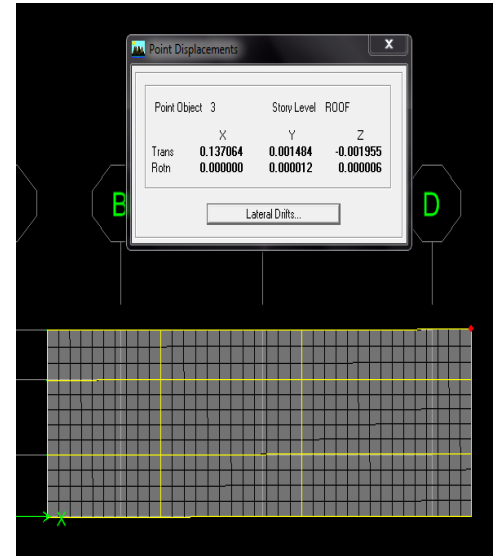 Point Displacements
X
Point Object 3 Story Level ROOF
X Y Z
Trans 0.137064 0.001484 -0.001955
Rotn 0.000000 0.000012 0.000006
Lateral Drifts...
B D
X